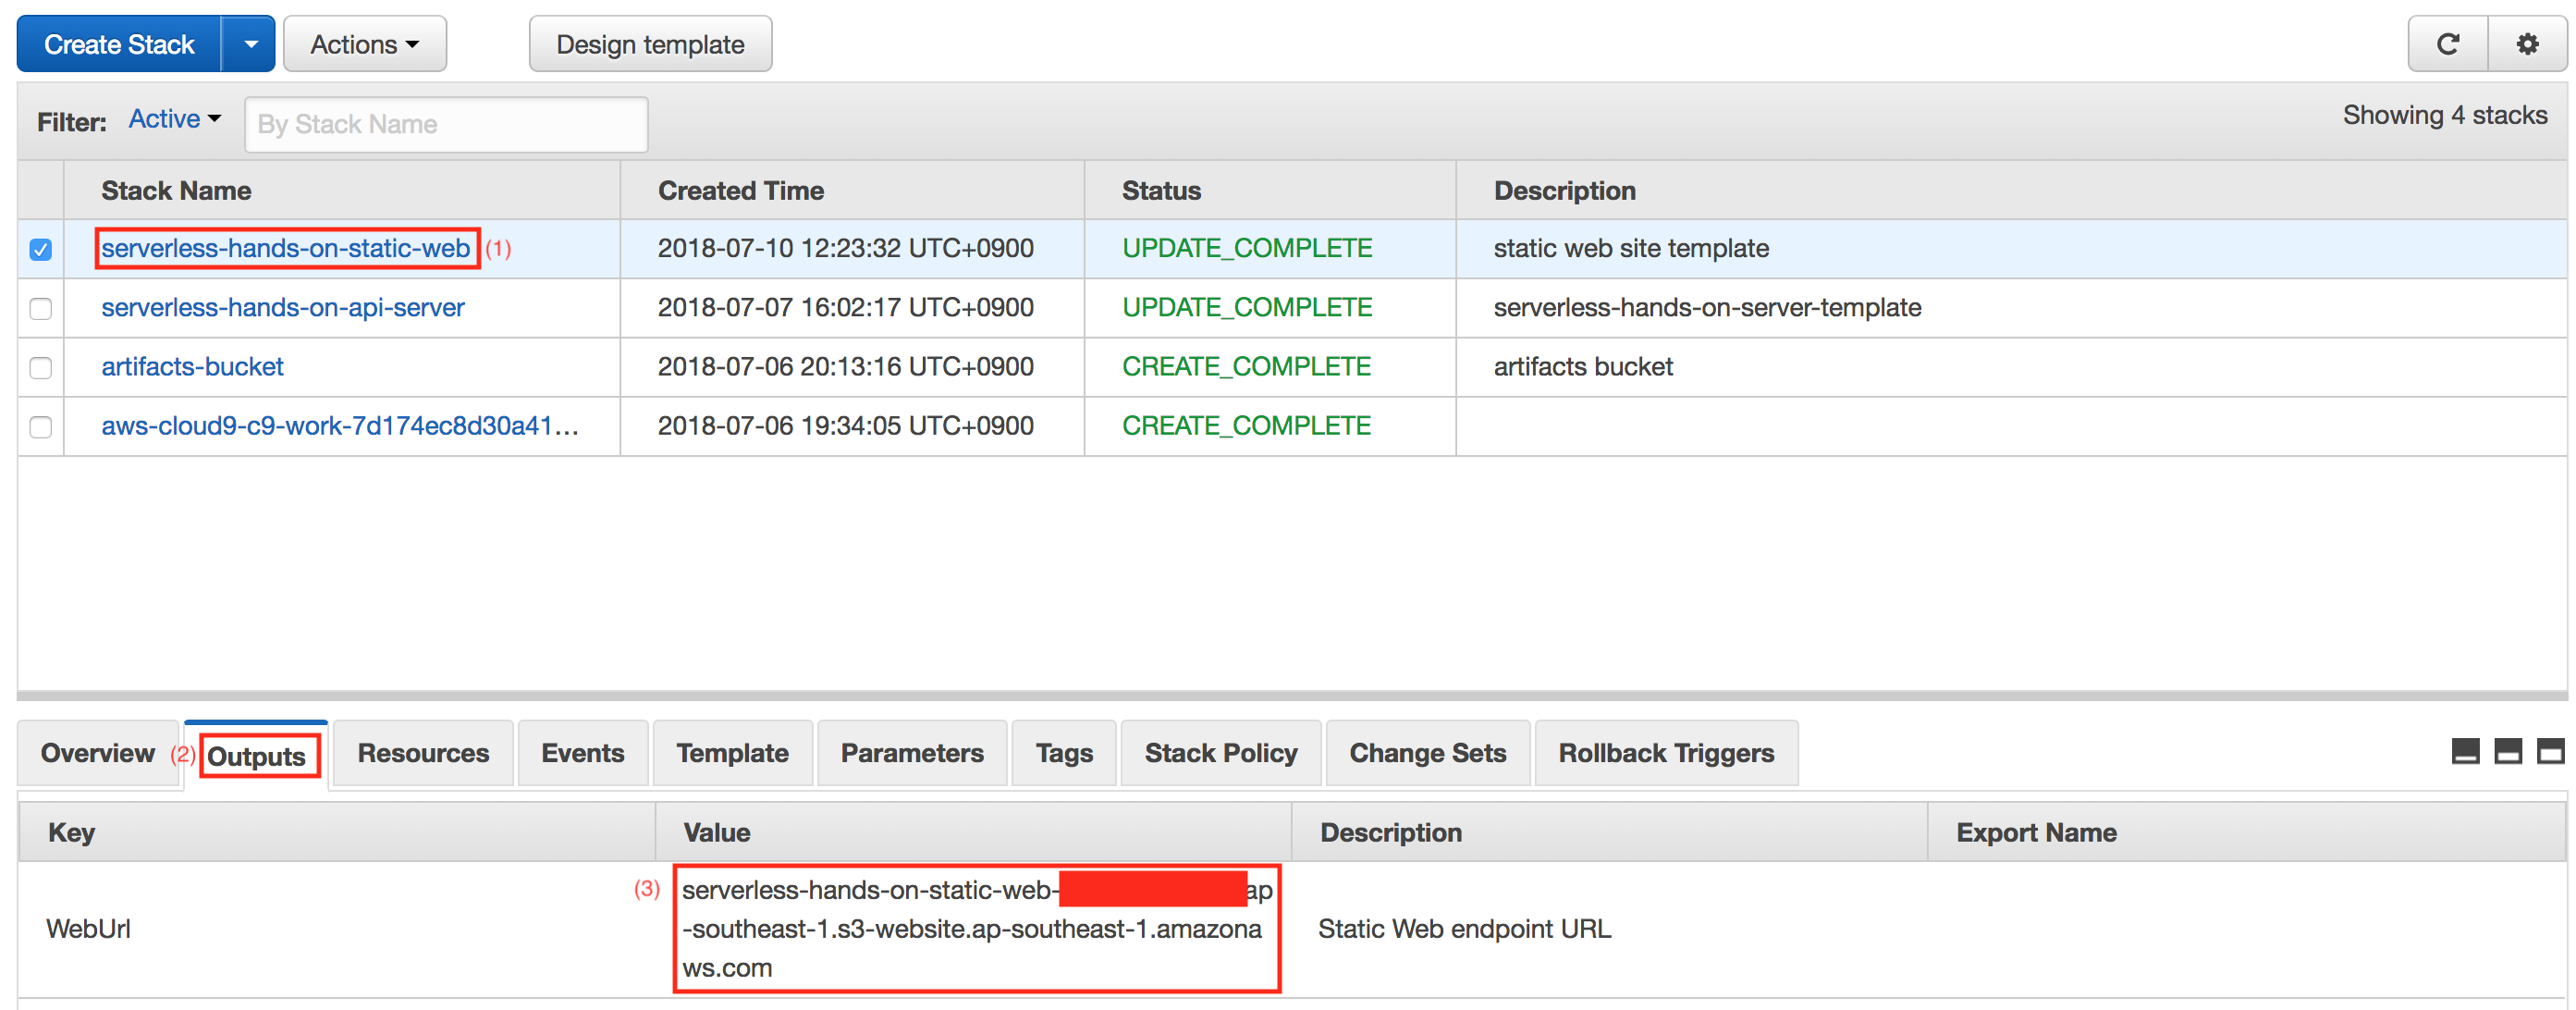 Create Stack Actions Design template
Filter: Active By Stack Name Showing 4 stacks
Stack Name Created Time Status Description
serverless-hands-on-static-web (1) 2018-07-10 12:23:32 UTC+0900 UPDATE_COMPLETE static web site template
serverless-hands-on-api-server 2018-07-07 16:02:17 UTC+0900 UPDATE_COMPLETE serverless-hands-on-server-template
artifacts-bucket 2018-07-06 20:13:16 UTC+0900 CREATE_COMPLETE artifacts bucket
aws-cloud9-c9-work-7d174ec8d30a41... 2018-07-06 19:34:05 UTC+0900 CREATE_COMPLETE
Overview (2) Outputs Resources Events Template Parameters Tags Stack Policy Change Sets Rollback Triggers
Key Value Description Export Name
(3) serverless-hands-on-static-web- ap
WebUrl -southeast-1.s3-website.ap-southeast-1.amazona Static Web endpoint URL
ws.com